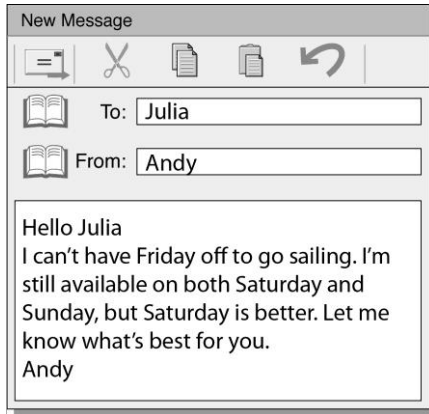 New Message
To: Julia
From: Andy
Hello Julia
I can't have Friday off to go sailing. I'm
still available on both Saturday and
Sunday, but Saturday is better. Let me
know what's best for you.
Andy